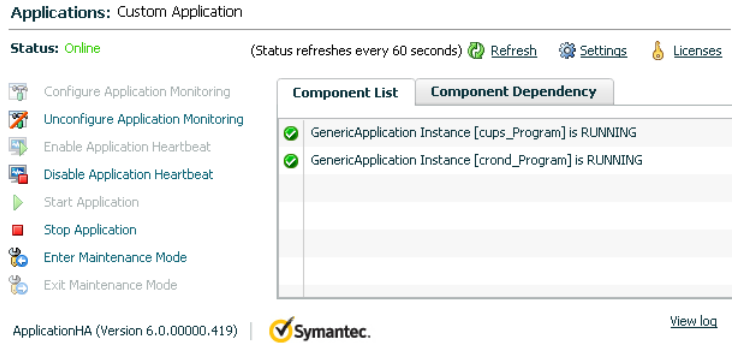 Applications: Custom Application
Status: Online
(Status refreshes every 60 seconds) Refresh Settings Licenses
Configure Application Monitoring
Unconfigure Application Monitoring
Enable Application Heartbeat
Disable Application Heartbeat
Start Application
Stop Application
Enter Maintenance Mode
Exit Maintenance Mode
Component List Component Dependency
GenericApplication Instance [cups_Program] is RUNNING
GenericApplication Instance [crond_Program] is RUNNING
ApplicationHA (Version 6.0.00000.419) Symantec.
View log